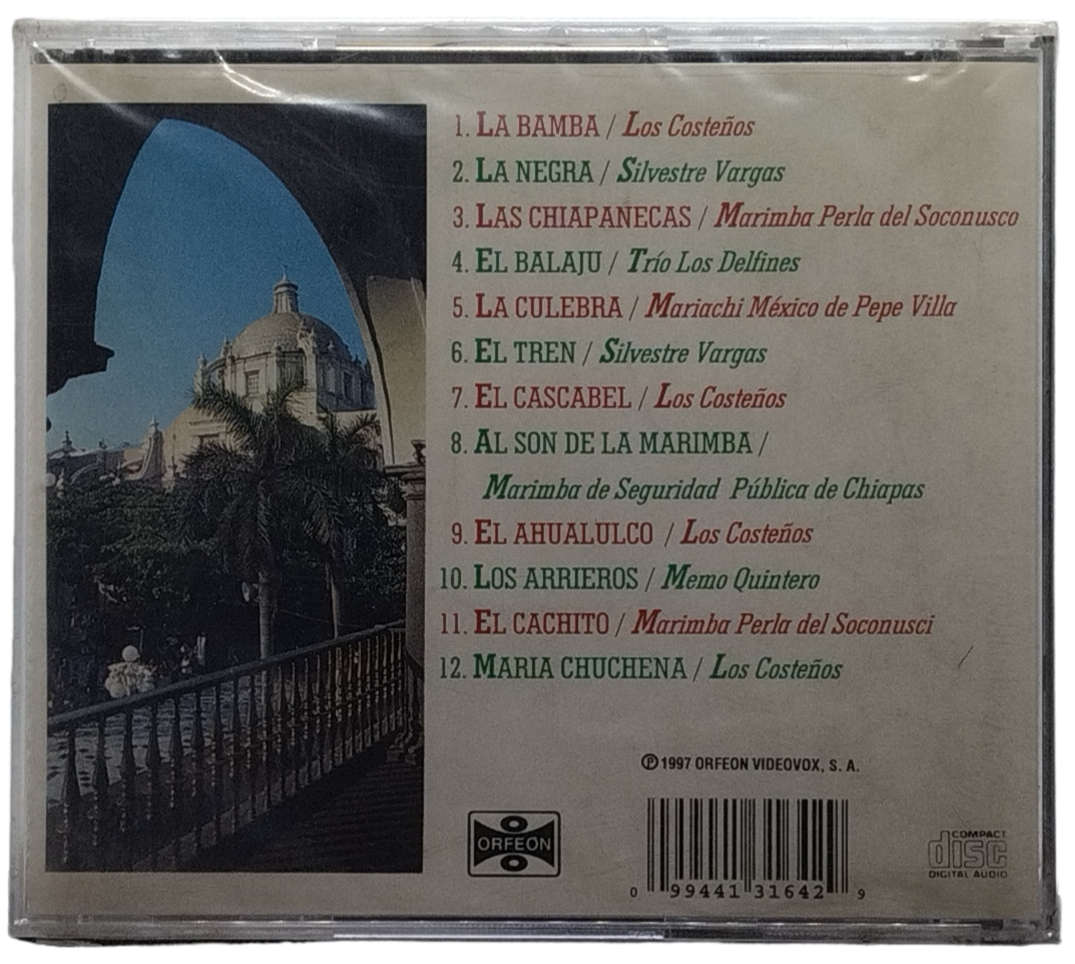 1. LA BAMBA / Los Costeños
2. LA NEGRA / Silvestre Vargas
3. LAS CHIAPANECAS / Marimba Perla del Soconusco
4. EL BALAJU / Trío Los Delfines
5. LA CULEBRA / Mariachi México de Pepe Villa
6. EL TREN / Silvestre Vargas
7. EL CASCABEL / Los Costeños
8. AL SON DE LA MARIMBA /
Marimba de Seguridad Pública de Chiapas
9. EL AHUALULCO / Los Costeños
10. LOS ARRIEROS / Memo Quintero
11. EL CACHITO / Marimba Perla del Soconusci
12. MARIA CHUCHENA / Los Costeños
℗ 1997 ORFEON VIDEOVOX, S. A.
ORFEON
0 99441 31642 9
COMPACT
disc
DIGITAL AUDIO